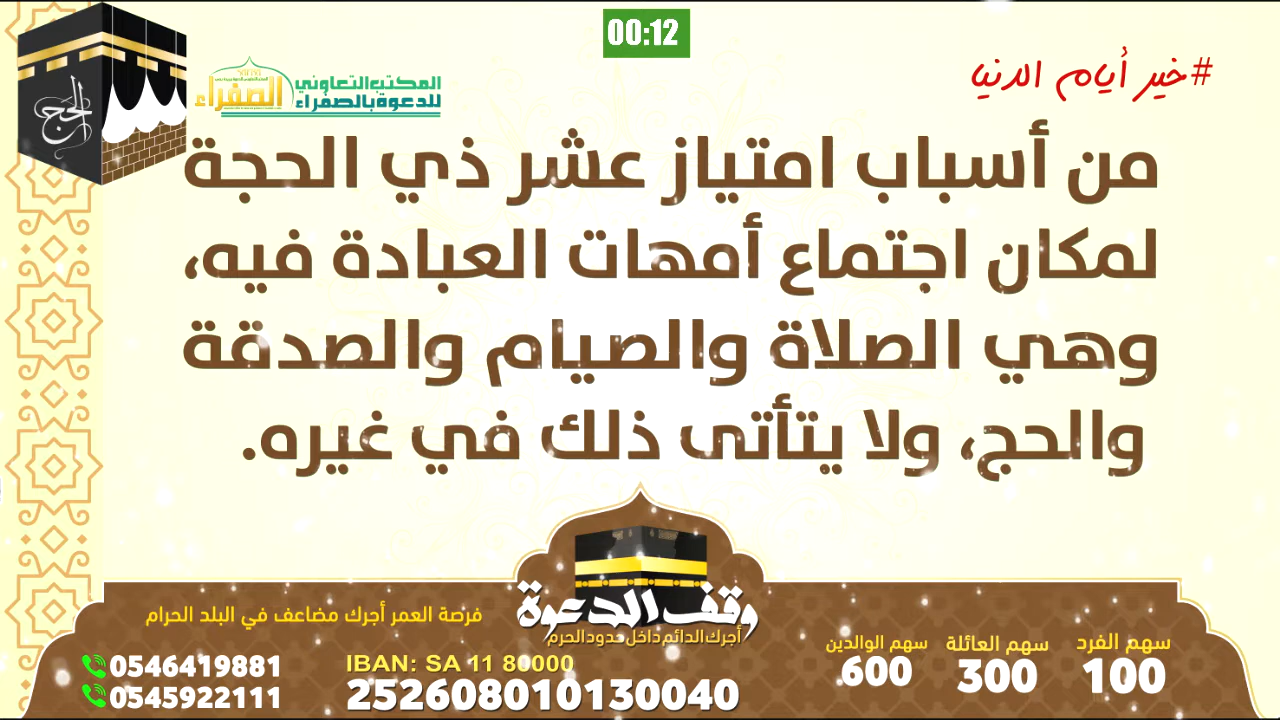 00:12
#خير أيام الدنيا
الحج
المكتب التعاوني
للدعوة بالصفراء
الصفراء
من أسباب امتياز عشر ذي الحجة
لمكان اجتماع أمهات العبادة فيه،
وهي الصلاة والصيام والصدقة
والحج، ولا يتأتى ذلك في غيره.
وقف الدعوة
أجرك الدائم داخل حدود الحرم
سهم الفرد
100
سهم العائلة
300
سهم الوالدين
600
فرصة العمر أجرك مضاعف في البلد الحرام
IBAN: SA 11 80000
252608010130040
0546419881
0545922111